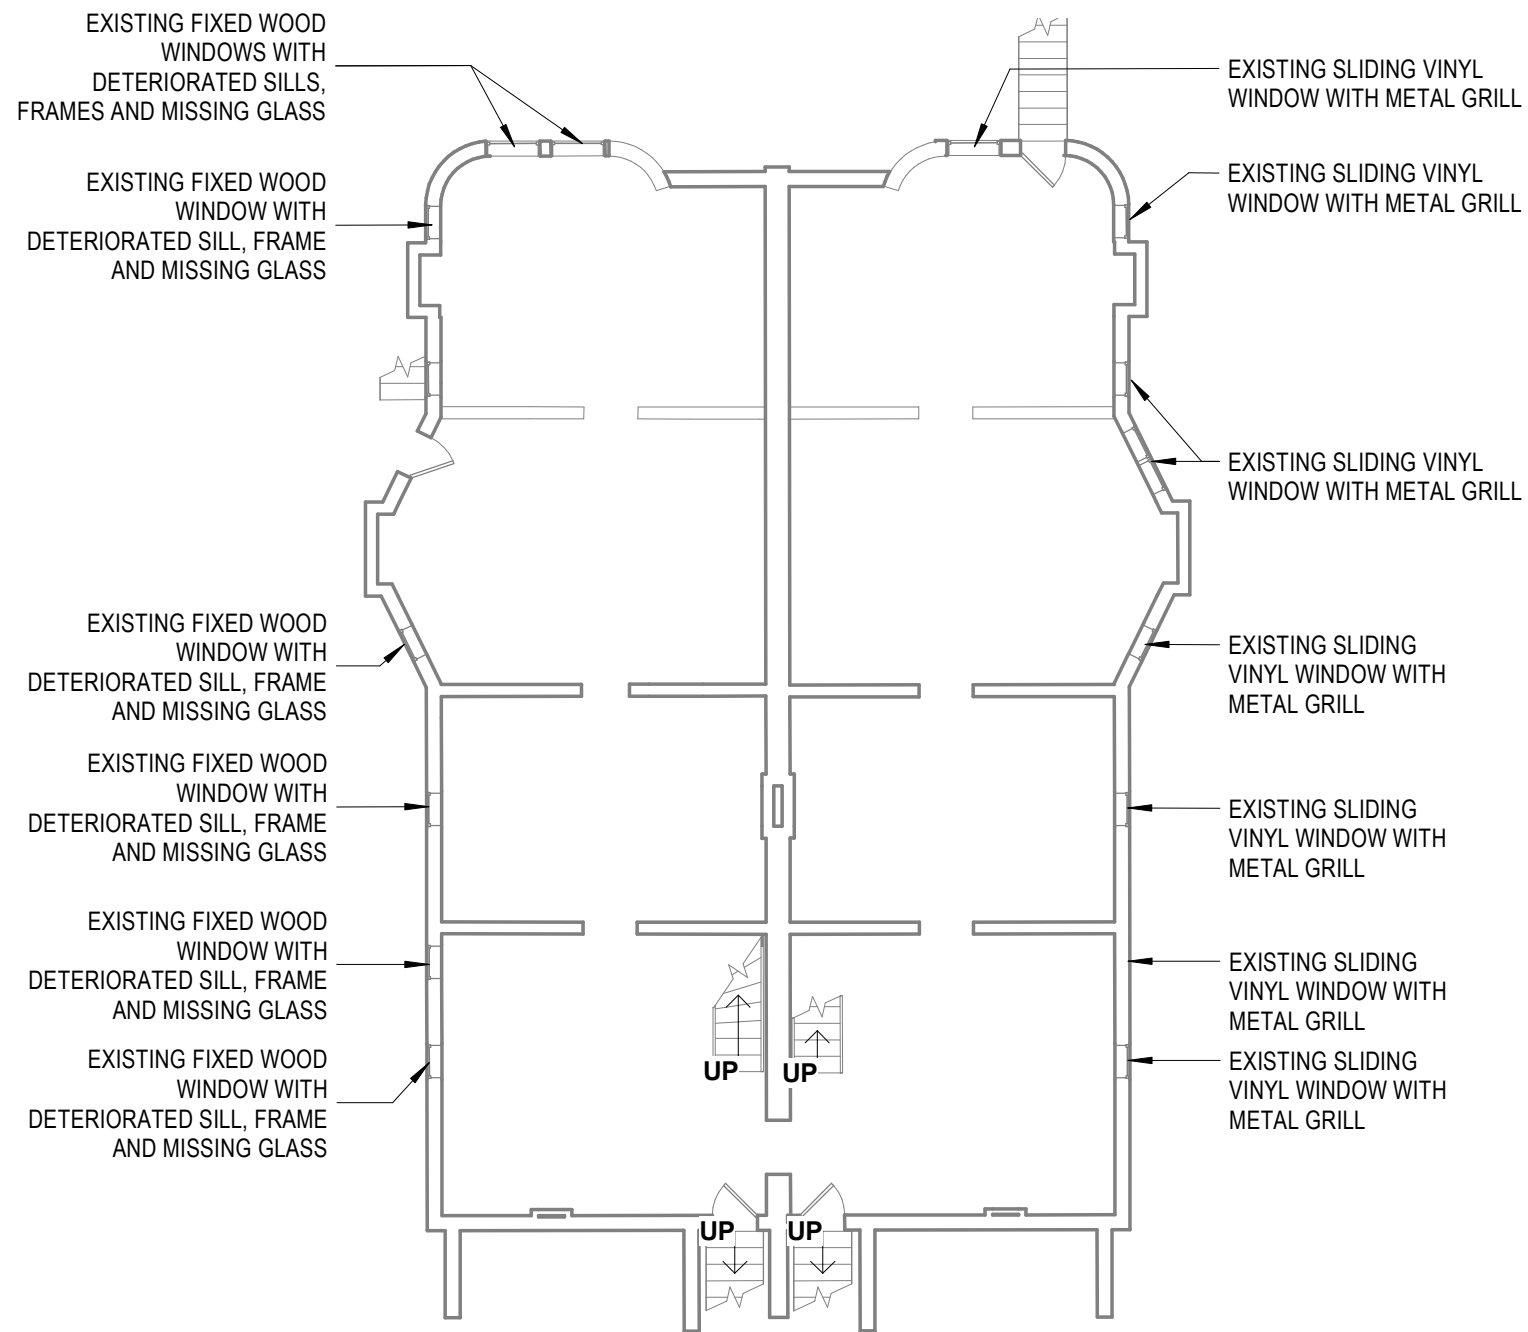 EXISTING FIXED WOOD
WINDOWS WITH
DETERIORATED SILLS,
FRAMES AND MISSING GLASS
EXISTING FIXED WOOD
WINDOW WITH
DETERIORATED SILL, FRAME
AND MISSING GLASS
EXISTING FIXED WOOD
WINDOW WITH
DETERIORATED SILL, FRAME
AND MISSING GLASS
EXISTING FIXED WOOD
WINDOW WITH
DETERIORATED SILL, FRAME
AND MISSING GLASS
EXISTING FIXED WOOD
WINDOW WITH
DETERIORATED SILL, FRAME
AND MISSING GLASS
EXISTING FIXED WOOD
WINDOW WITH
DETERIORATED SILL, FRAME
AND MISSING GLASS
UP
UP
UP
UP
EXISTING SLIDING VINYL
WINDOW WITH METAL GRILL
EXISTING SLIDING VINYL
WINDOW WITH METAL GRILL
EXISTING SLIDING VINYL
WINDOW WITH METAL GRILL
EXISTING SLIDING
VINYL WINDOW WITH
METAL GRILL
EXISTING SLIDING
VINYL WINDOW WITH
METAL GRILL
EXISTING SLIDING
VINYL WINDOW WITH
METAL GRILL
EXISTING SLIDING
VINYL WINDOW WITH
METAL GRILL